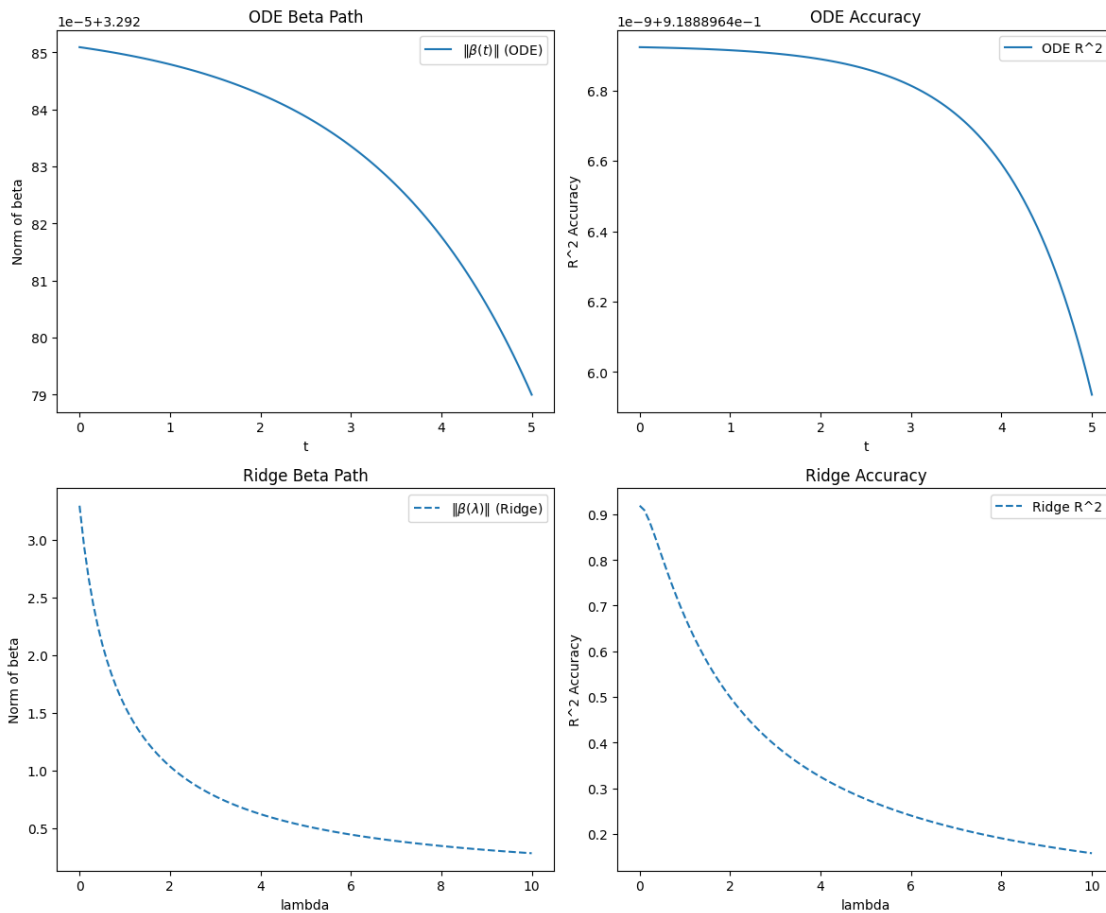 ODE Beta Path
1e−5+3.292
‖β(t)‖ (ODE)
85
84
83
82
81
80
79
Norm of beta
0 1 2 3 4 5
t
ODE Accuracy
1e−9+9.1888964e−1
ODE R^2
6.8
6.6
6.4
6.2
6.0
R^2 Accuracy
0 1 2 3 4 5
t
Ridge Beta Path
‖β(λ)‖ (Ridge)
3.0
2.5
2.0
1.5
1.0
0.5
Norm of beta
0 2 4 6 8 10
lambda
Ridge Accuracy
Ridge R^2
0.9
0.8
0.7
0.6
0.5
0.4
0.3
0.2
R^2 Accuracy
0 2 4 6 8 10
lambda